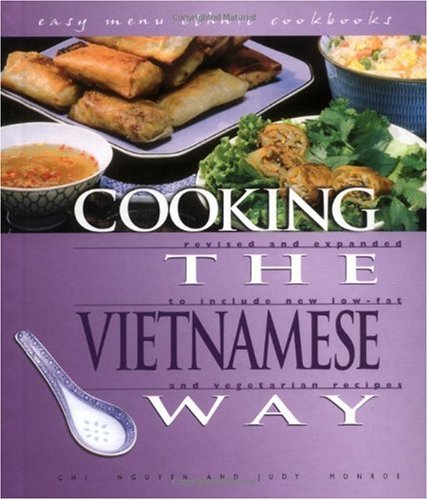 easy menu ethnic cookbooks
COOKING
revised and expanded
THE
to include new low-fat
VIETNAMESE
and vegetarian recipes
WAY
CHI NGUYEN AND JUDY MONROE